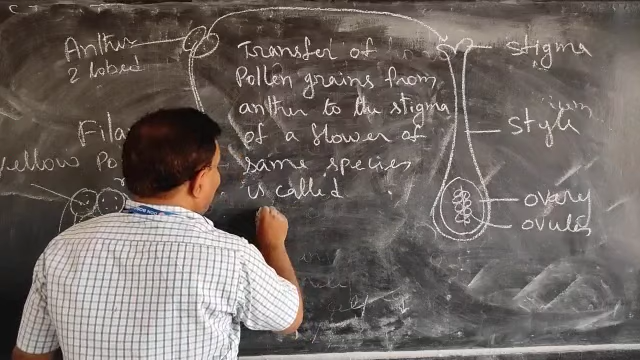 Anther
2 lobed
Fila
yellow Po
Transfer of
Pollen grains from
anther to the stigma
of a flower of
same species
is called
stigma
style
ovary
ovules